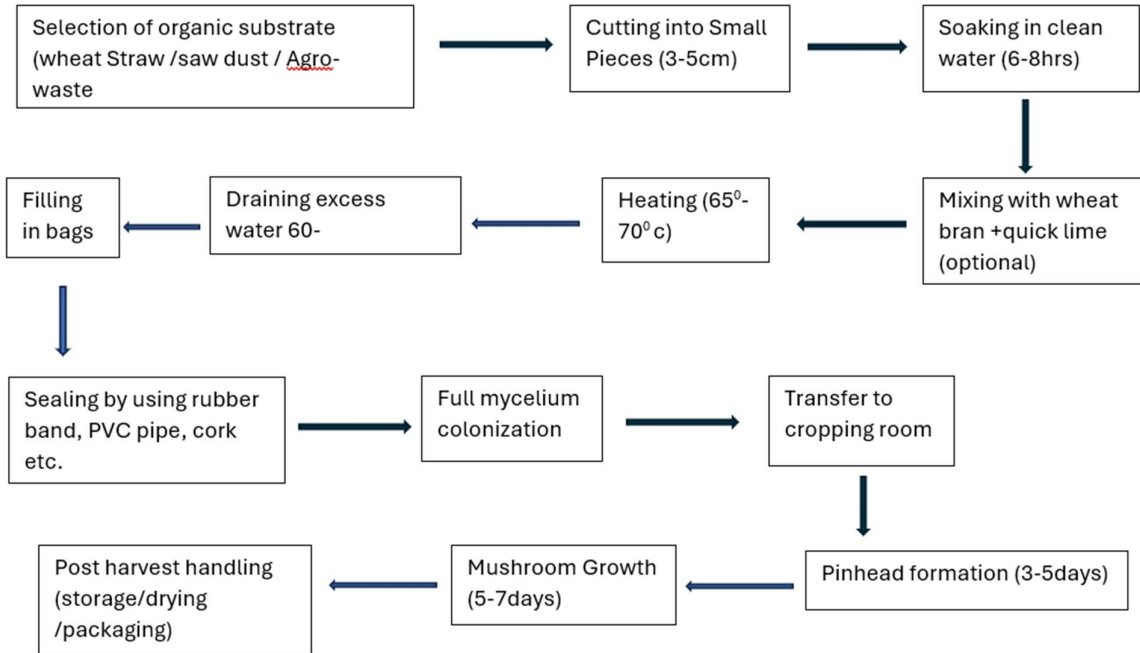 Selection of organic substrate
(wheat Straw /saw dust / Agro-
waste
Cutting into Small
Pieces (3-5cm)
Soaking in clean
water (6-8hrs)
Mixing with wheat
bran +quick lime
(optional)
Heating (65⁰-
70⁰ c)
Draining excess
water 60-
Filling
in bags
Sealing by using rubber
band, PVC pipe, cork
etc.
Full mycelium
colonization
Transfer to
cropping room
Pinhead formation (3-5days)
Mushroom Growth
(5-7days)
Post harvest handling
(storage/drying
/packaging)